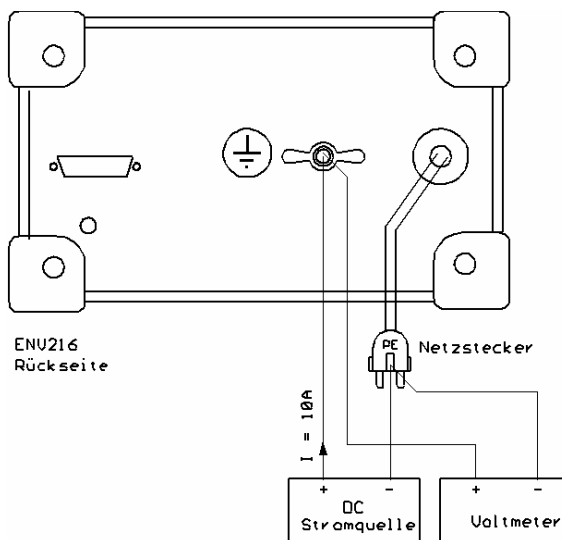 ENV216
Rückseite
PE
Netzstecker
I = 10A
+
-
DC
Stromquelle
+
-
Voltmeter